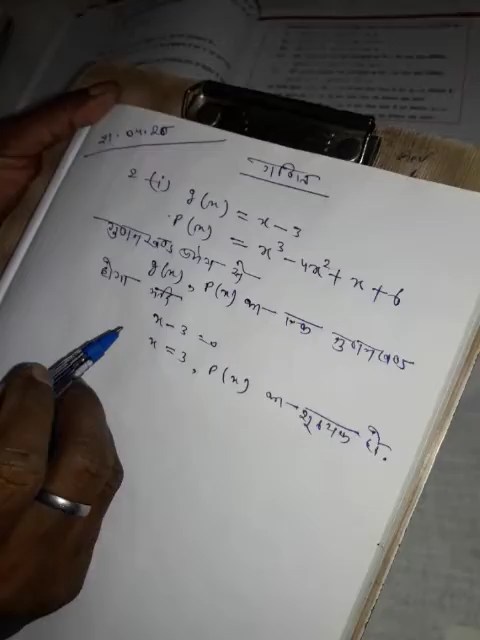 21.04.20
गणित
2 (i) g(x) = x - 3
p(x) = x³ - 4x² + x + 6
गुणनखण्ड प्रमेय से
g(x), p(x) का एक गुणनखण्ड
होगा यदि
x - 3 = 0
x = 3, p(x) का शून्यक हो.